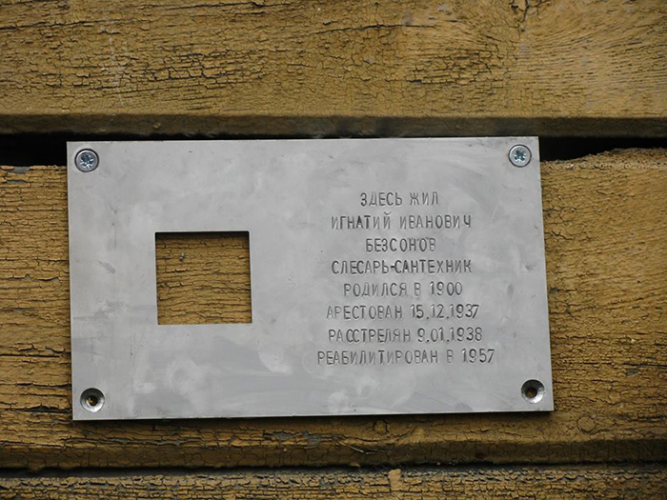 ЗДЕСЬ ЖИЛ
ИГНАТИЙ ИВАНОВИЧ
БЕЗСОНОВ
СЛЕСАРЬ-САНТЕХНИК
РОДИЛСЯ В 1900
АРЕСТОВАН 15.12.1937
РАССТРЕЛЯН 9.01.1938
РЕАБИЛИТИРОВАН В 1957